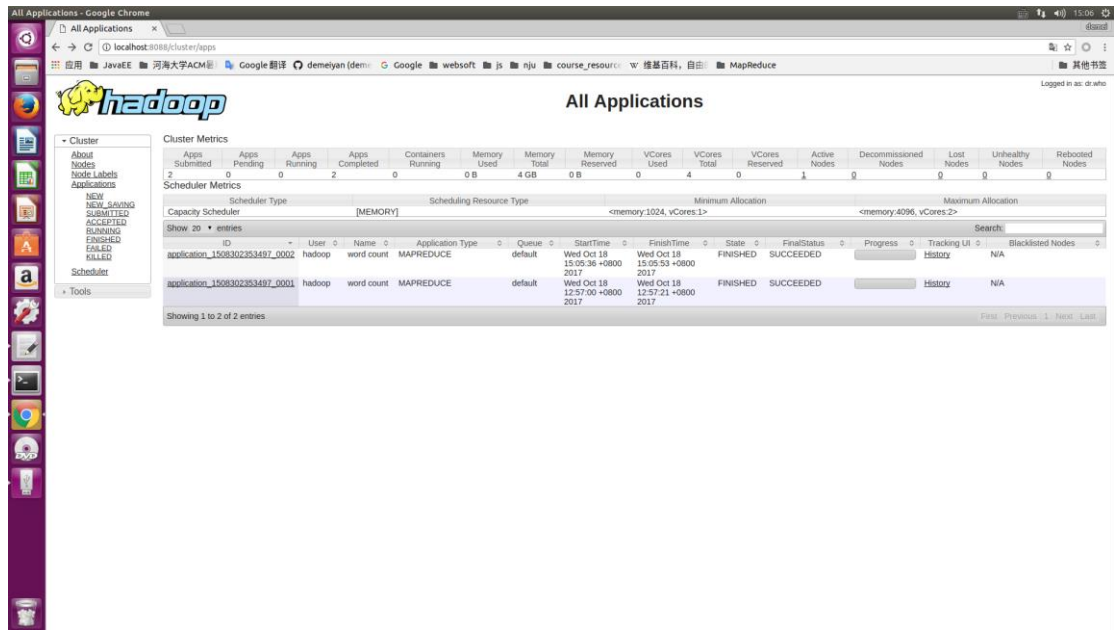 All Applications - Google Chrome 15:06
All Applications ×
localhost:8088/cluster/apps
应用 JavaEE 河海大学ACM暑 Google 翻译 demeiyan (deme Google websoft js nju course_resourc 维基百科，自由 MapReduce 其他书签
hadoop
All Applications
Logged in as: dr.who
Cluster
About
Nodes
Node Labels
Applications
NEW
NEW_SAVING
SUBMITTED
ACCEPTED
RUNNING
FINISHED
FAILED
KILLED
Scheduler
Tools
Cluster Metrics
Apps Submitted Apps Pending Apps Running Apps Completed Containers Running Memory Used Memory Total Memory Reserved VCores Used VCores Total VCores Reserved Active Nodes Decommissioned Nodes Lost Nodes Unhealthy Nodes Rebooted Nodes
2 0 0 2 0 0 B 4 GB 0 B 0 4 0 1 0 0 0 0
Scheduler Metrics
Scheduler Type Scheduling Resource Type Minimum Allocation Maximum Allocation
Capacity Scheduler [MEMORY] <memory:1024, vCores:1> <memory:4096, vCores:2>
Show 20 entries Search:
ID User Name Application Type Queue StartTime FinishTime State FinalStatus Progress Tracking UI Blacklisted Nodes
application_1508302353497_0002 hadoop word count MAPREDUCE default Wed Oct 18 15:05:36 +0800 2017 Wed Oct 18 15:05:53 +0800 2017 FINISHED SUCCEEDED History N/A
application_1508302353497_0001 hadoop word count MAPREDUCE default Wed Oct 18 12:57:00 +0800 2017 Wed Oct 18 12:57:21 +0800 2017 FINISHED SUCCEEDED History N/A
Showing 1 to 2 of 2 entries First Previous 1 Next Last